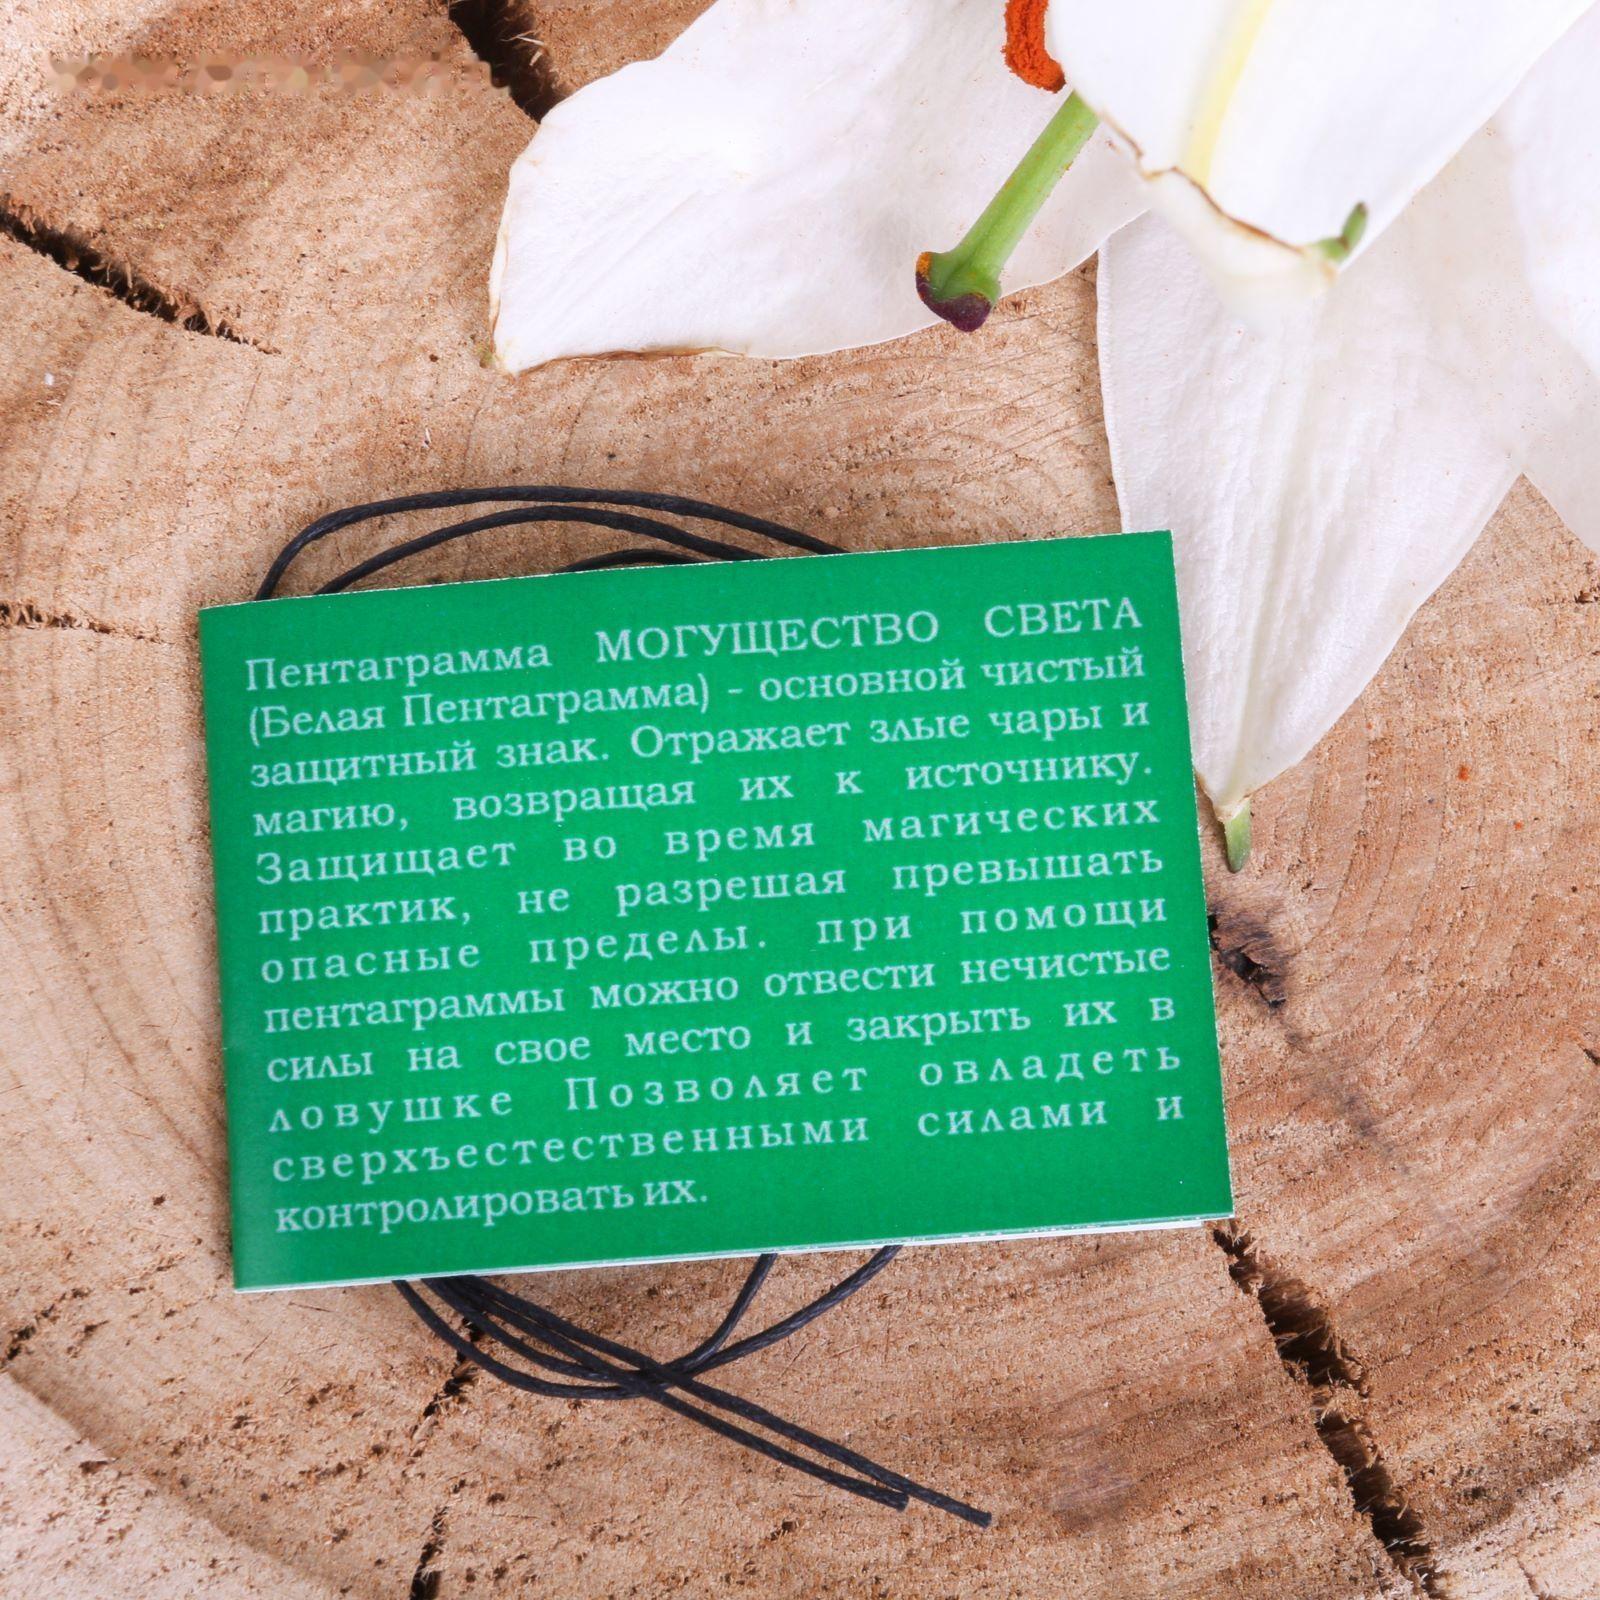 Пентаграмма МОГУЩЕСТВО СВЕТА
(Белая Пентаграмма) - основной чистый
защитный знак. Отражает злые чары и
магию, возвращая их к источнику.
Защищает во время магических
практик, не разрешая превышать
опасные пределы. при помощи
пентаграммы можно отвести нечистые
силы на свое место и закрыть их в
ловушке Позволяет овладеть
сверхъестественными силами и
контролировать их.